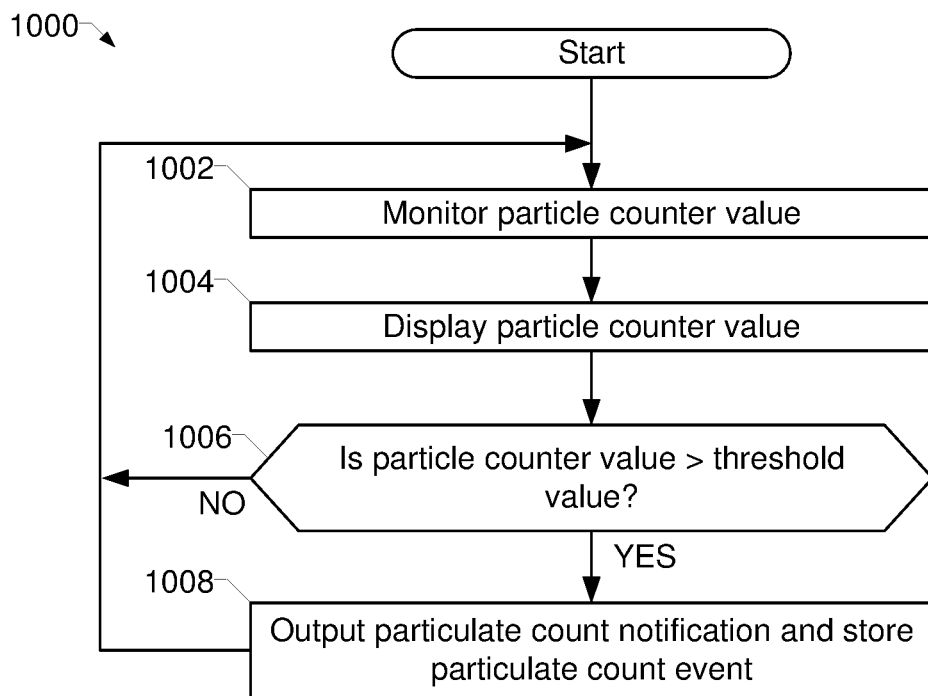 1000
Start
1002
Monitor particle counter value
1004
Display particle counter value
1006
Is particle counter value > threshold
value?
NO
YES
1008
Output particulate count notification and store
particulate count event